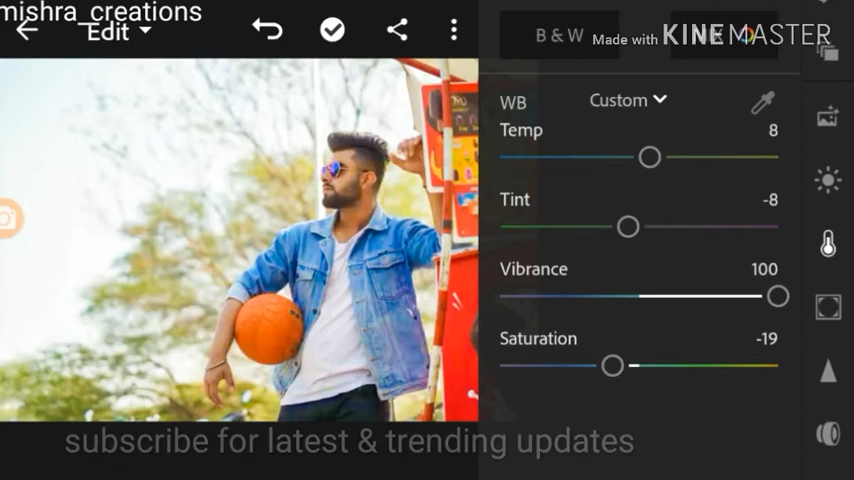 mishra_creations
Edit
B & W
Made with KINEMASTER
WB
Custom
Temp
8
Tint
-8
Vibrance
100
Saturation
-19
subscribe for latest & trending updates